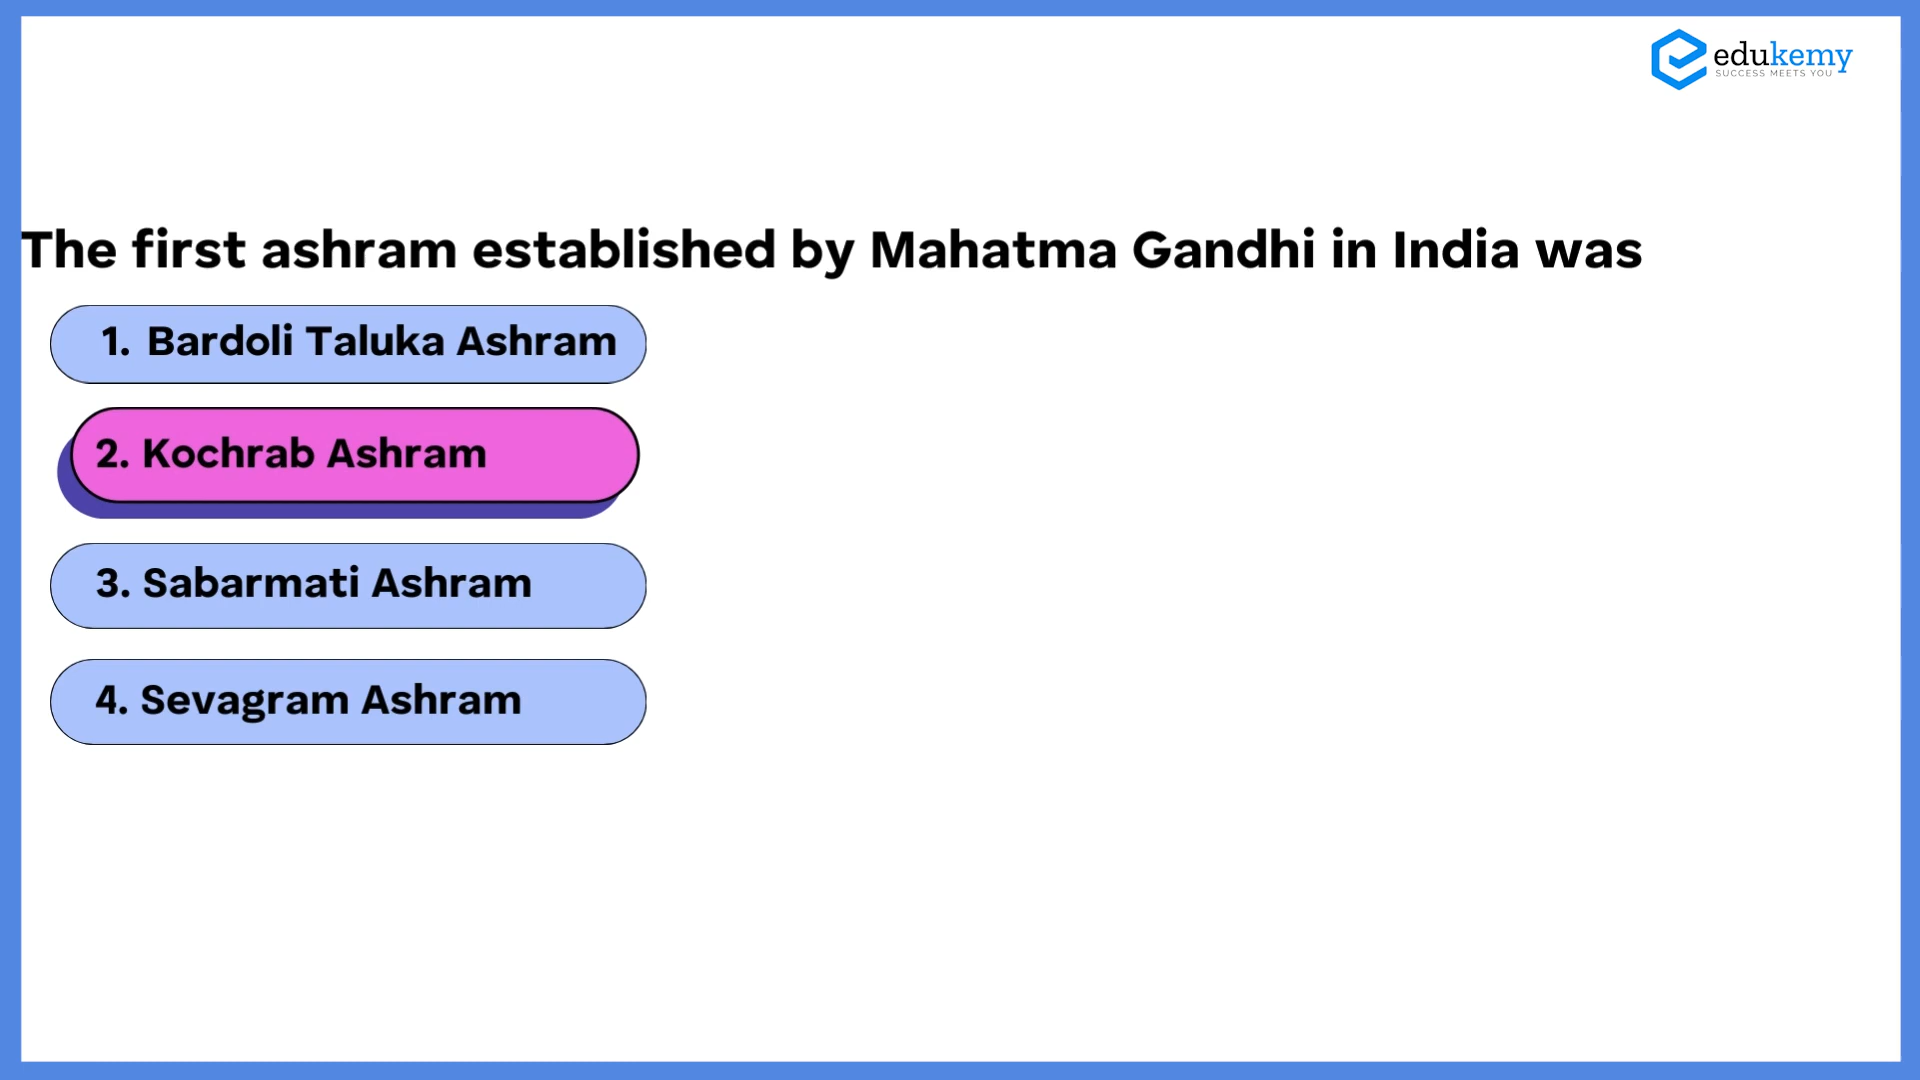 edukemy
SUCCESS MEETS YOU
The first ashram established by Mahatma Gandhi in India was
1. Bardoli Taluka Ashram
2. Kochrab Ashram
3. Sabarmati Ashram
4. Sevagram Ashram